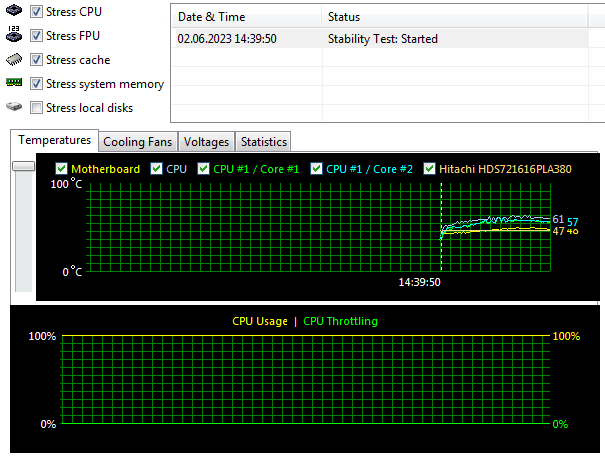 Stress CPU
Stress FPU
Stress cache
Stress system memory
Stress local disks
Date & Time Status
02.06.2023 14:39:50 Stability Test: Started
Temperatures Cooling Fans Voltages Statistics
Motherboard CPU CPU #1 / Core #1 CPU #1 / Core #2 Hitachi HDS721616PLA380
100 °C
61 57
47
0 °C
14:39:50
CPU Usage | CPU Throttling
100% 100%
0% 0%